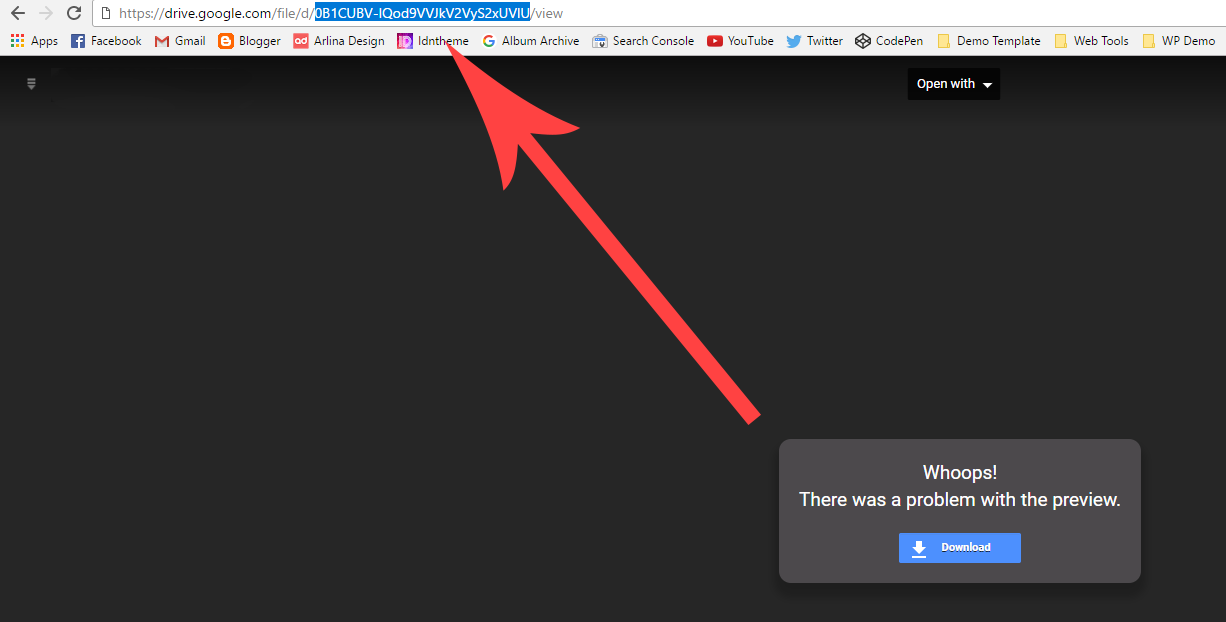 https://drive.google.com/file/d/0B1CUBV-IQod9VVJkV2VyS2xUVlU/view
Apps Facebook Gmail Blogger Arlina Design Idntheme Album Archive Search Console YouTube Twitter CodePen Demo Template Web Tools WP Demo
Open with
Whoops!
There was a problem with the preview.
Download